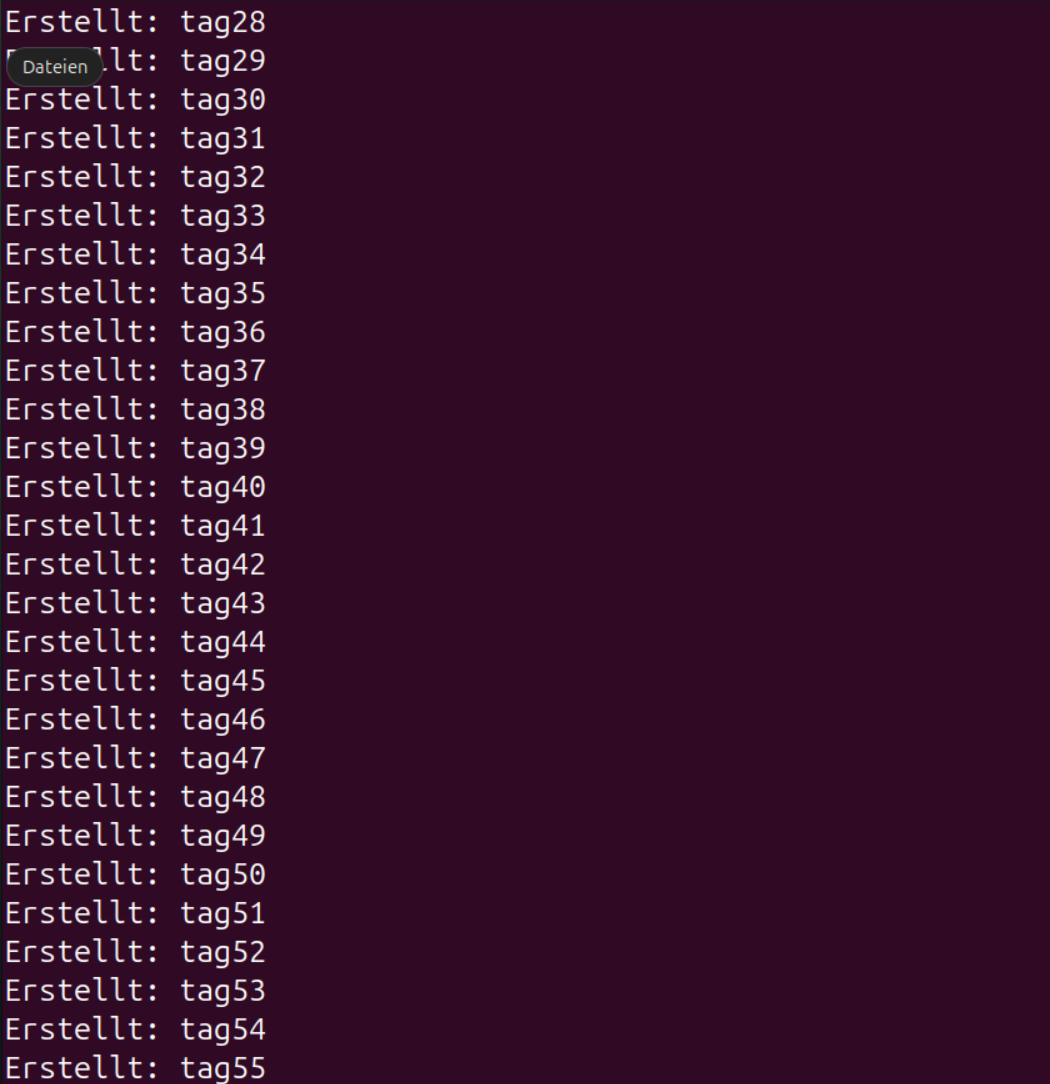 Erstellt: tag28
Dateien
llt: tag29
Erstellt: tag30
Erstellt: tag31
Erstellt: tag32
Erstellt: tag33
Erstellt: tag34
Erstellt: tag35
Erstellt: tag36
Erstellt: tag37
Erstellt: tag38
Erstellt: tag39
Erstellt: tag40
Erstellt: tag41
Erstellt: tag42
Erstellt: tag43
Erstellt: tag44
Erstellt: tag45
Erstellt: tag46
Erstellt: tag47
Erstellt: tag48
Erstellt: tag49
Erstellt: tag50
Erstellt: tag51
Erstellt: tag52
Erstellt: tag53
Erstellt: tag54
Erstellt: tag55